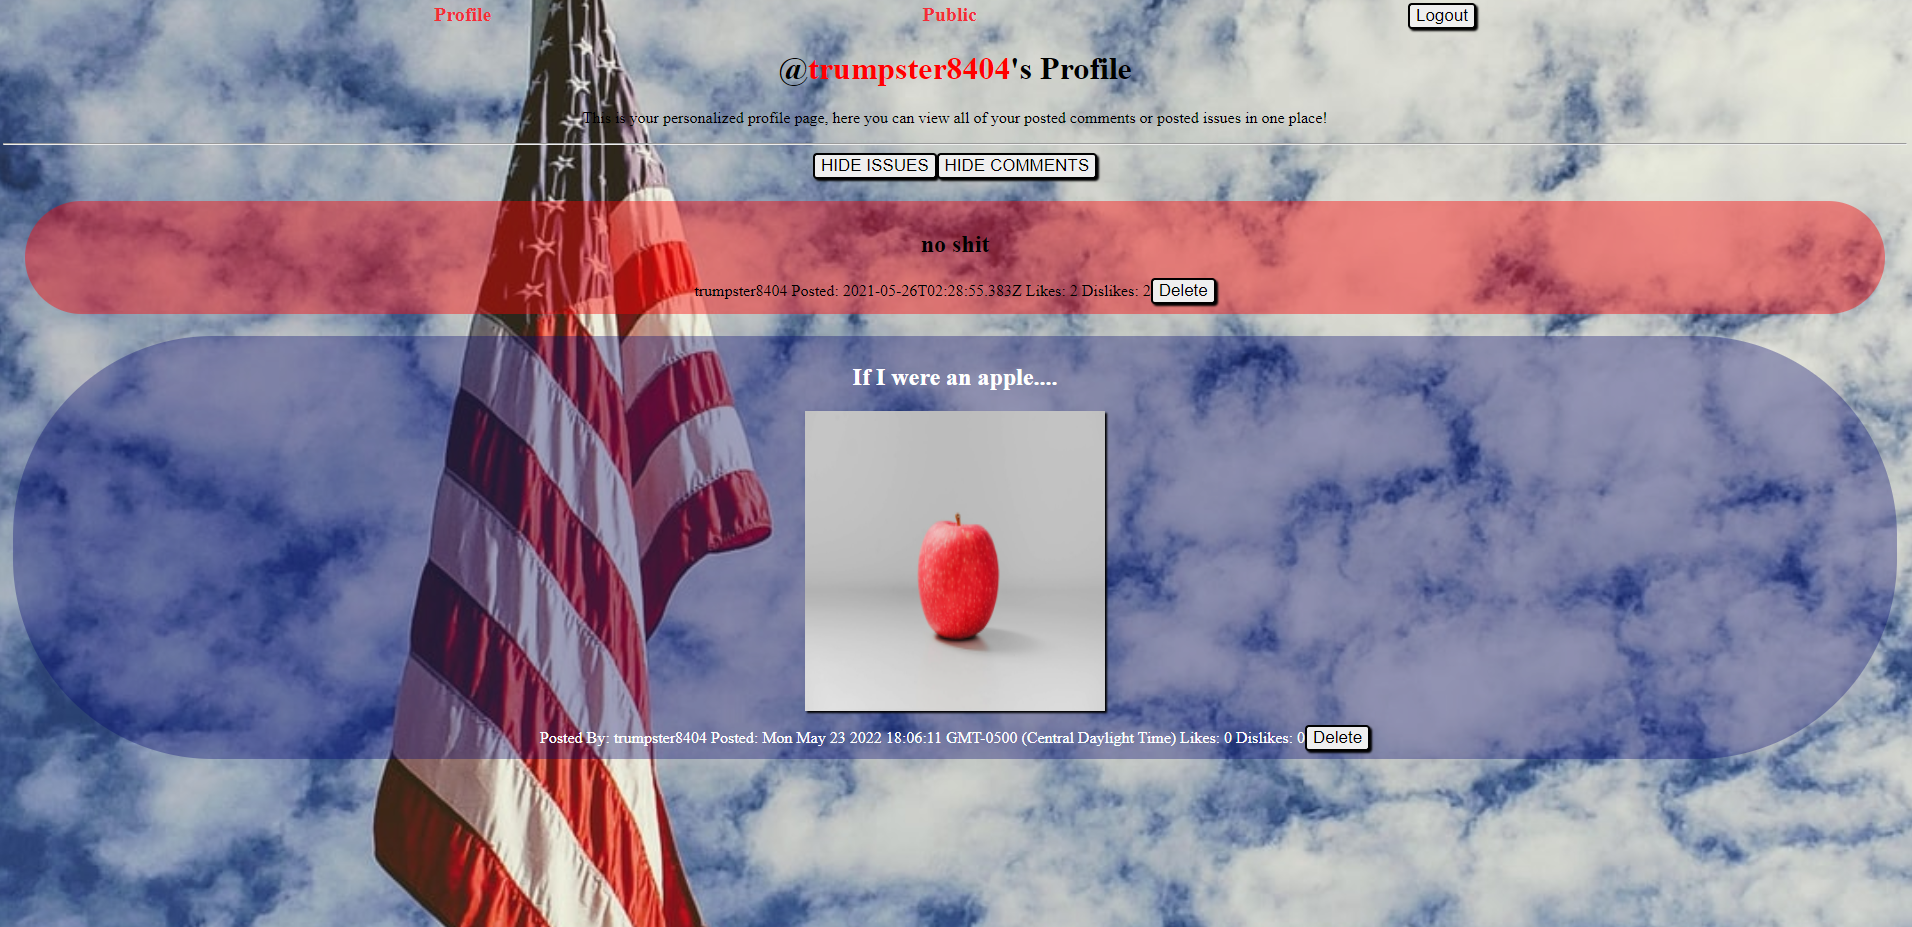 Profile Public Logout
@trumpster8404's Profile
This is your personalized profile page, here you can view all of your posted comments or posted issues in one place!
HIDE ISSUES HIDE COMMENTS
no shit
trumpster8404 Posted: 2021-05-26T02:28:55.383Z Likes: 2 Dislikes: 2 Delete
If I were an apple....
Posted By: trumpster8404 Posted: Mon May 23 2022 18:06:11 GMT-0500 (Central Daylight Time) Likes: 0 Dislikes: 0 Delete